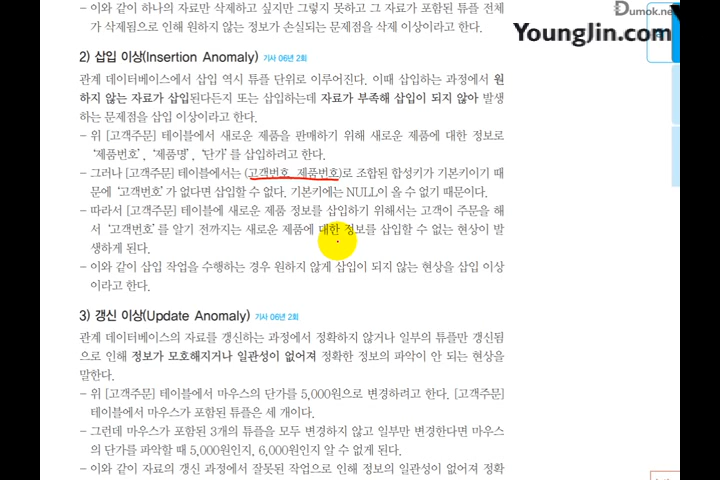 Dumok.ne
YoungJin.com
- 이와 같이 하나의 자료만 삭제하고 싶지만 그렇지 못하고 그 자료가 포함된 튜플 전체
가 삭제됨으로 인해 원하지 않는 정보가 손실되는 문제점을 삭제 이상이라고 한다.
2) 삽입 이상(Insertion Anomaly) 기사 06년 2회
관계 데이터베이스에서 삽입 역시 튜플 단위로 이루어진다. 이때 삽입하는 과정에서 원
하지 않는 자료가 삽입된다든지 또는 삽입하는데 자료가 부족해 삽입이 되지 않아 발생
하는 문제점을 삽입 이상이라고 한다.
- 위 [고객주문] 테이블에서 새로운 제품을 판매하기 위해 새로운 제품에 대한 정보로
'제품번호', '제품명', '단가'를 삽입하려고 한다.
- 그러나 [고객주문] 테이블에서는 (고객번호, 제품번호)로 조합된 합성키가 기본키이기 때
문에 '고객번호'가 없다면 삽입할 수 없다. 기본키에는 NULL이 올 수 없기 때문이다.
- 따라서 [고객주문] 테이블에 새로운 제품 정보를 삽입하기 위해서는 고객이 주문을 해
서 '고객번호'를 알기 전까지는 새로운 제품에 대한 정보를 삽입할 수 없는 현상이 발
생하게 된다.
- 이와 같이 삽입 작업을 수행하는 경우 원하지 않게 삽입이 되지 않는 현상을 삽입 이상
이라고 한다.
3) 갱신 이상(Update Anomaly) 기사 06년 2회
관계 데이터베이스의 자료를 갱신하는 과정에서 정확하지 않거나 일부의 튜플만 갱신됨
으로 인해 정보가 모호해지거나 일관성이 없어져 정확한 정보의 파악이 안 되는 현상을
말한다.
- 위 [고객주문] 테이블에서 마우스의 단가를 5,000원으로 변경하려고 한다. [고객주문]
테이블에서 마우스가 포함된 튜플은 세 개이다.
- 그런데 마우스가 포함된 3개의 튜플을 모두 변경하지 않고 일부만 변경한다면 마우스
의 단가를 파악할 때 5,000원인지, 6,000원인지 알 수 없게 된다.
- 이와 같이 자료의 갱신 과정에서 잘못된 작업으로 인해 정보의 일관성이 없어져 정확